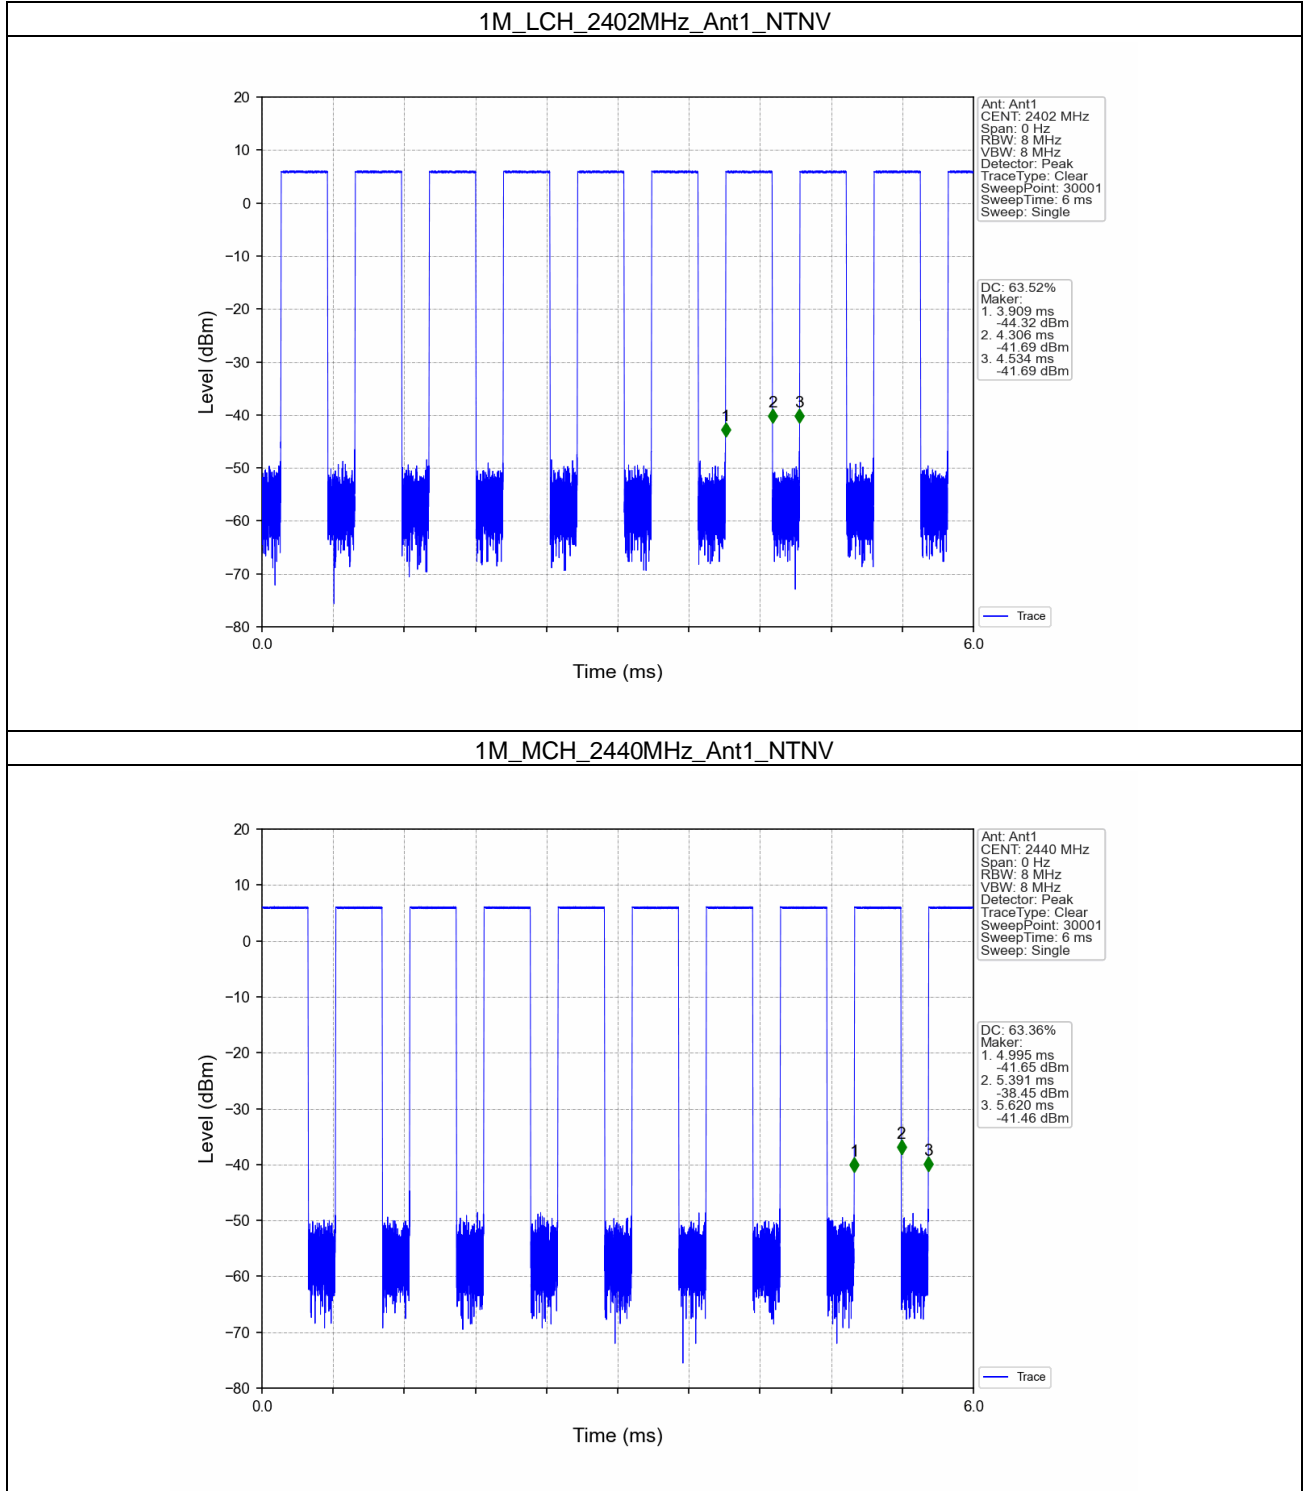 1M_LCH_2402MHz_Ant1_NTNV
20
10
0
−10
−20
−30
−40
−50
−60
−70
−80
Level (dBm)
0.0
6.0
Time (ms)
1
2
3
Ant: Ant1
CENT: 2402 MHz
Span: 0 Hz
RBW: 8 MHz
VBW: 8 MHz
Detector: Peak
TraceType: Clear
SweepPoint: 30001
SweepTime: 6 ms
Sweep: Single
DC: 63.52%
Maker:
1. 3.909 ms
-44.32 dBm
2. 4.306 ms
-41.69 dBm
3. 4.534 ms
-41.69 dBm
Trace
1M_MCH_2440MHz_Ant1_NTNV
20
10
0
−10
−20
−30
−40
−50
−60
−70
−80
Level (dBm)
0.0
6.0
Time (ms)
1
2
3
Ant: Ant1
CENT: 2440 MHz
Span: 0 Hz
RBW: 8 MHz
VBW: 8 MHz
Detector: Peak
TraceType: Clear
SweepPoint: 30001
SweepTime: 6 ms
Sweep: Single
DC: 63.36%
Maker:
1. 4.995 ms
-41.65 dBm
2. 5.391 ms
-38.45 dBm
3. 5.620 ms
-41.46 dBm
Trace